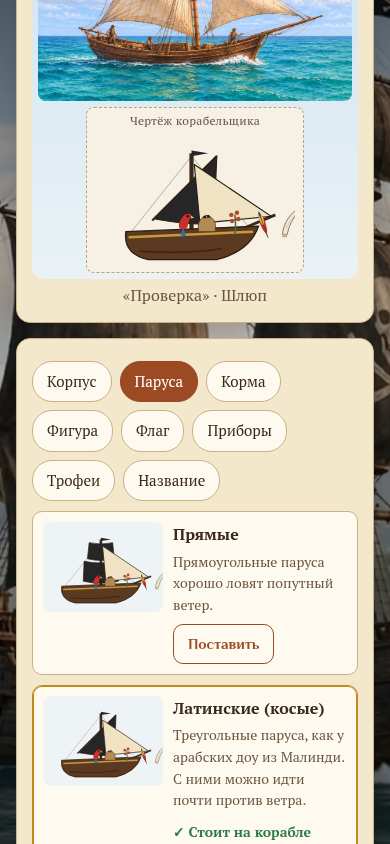 Чертёж корабельщика
«Проверка» · Шлюп
Корпус
Паруса
Корма
Фигура
Флаг
Приборы
Трофеи
Название
Прямые
Прямоугольные паруса
хорошо ловят попутный
ветер.
Поставить
Латинские (косые)
Треугольные паруса, как у
арабских доу из Малинди.
С ними можно идти
почти против ветра.
✓ Стоит на корабле